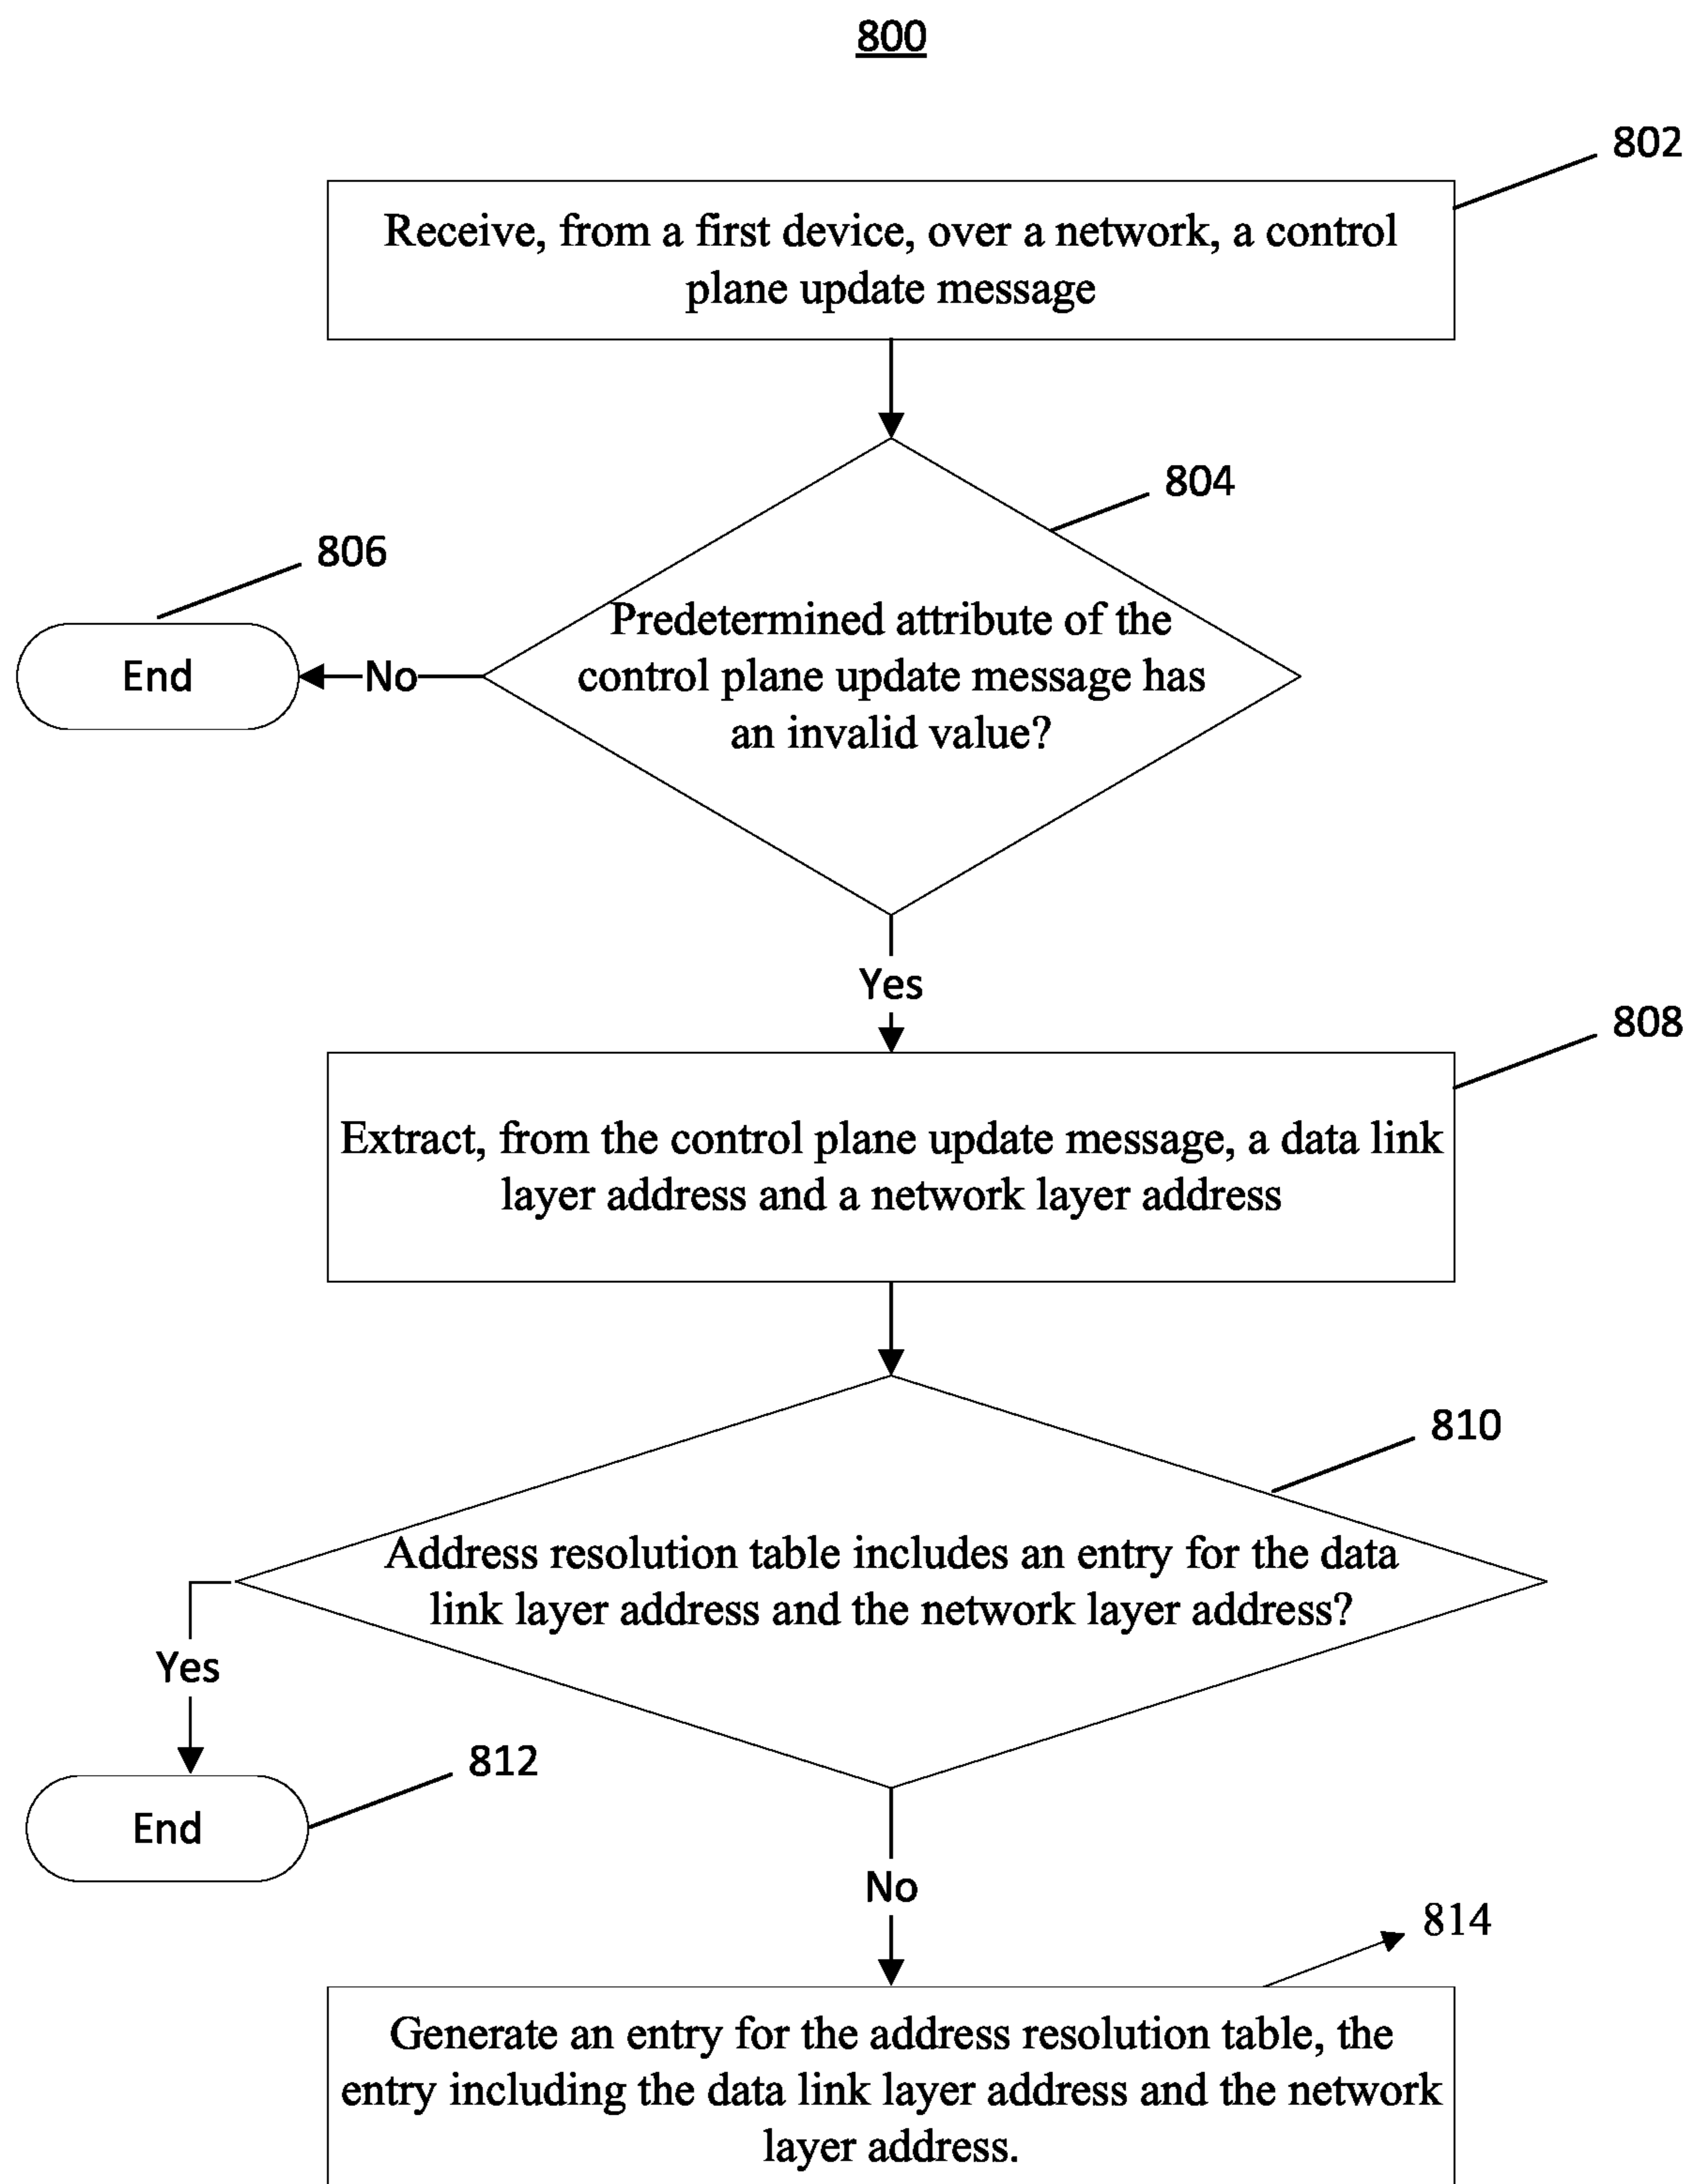 800
802
Receive, from a first device, over a network, a control
plane update message
804
806
Predetermined attribute of the
control plane update message has
an invalid value?
End
No
Yes
808
Extract, from the control plane update message, a data link
layer address and a network layer address
810
Address resolution table includes an entry for the data
link layer address and the network layer address?
Yes
812
End
No
814
Generate an entry for the address resolution table, the
entry including the data link layer address and the network
layer address.